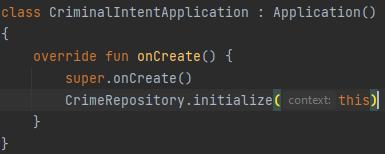 class CriminalIntentApplication : Application()
{
    override fun onCreate() {
        super.onCreate()
        CrimeRepository.initialize( context: this)
    }
}